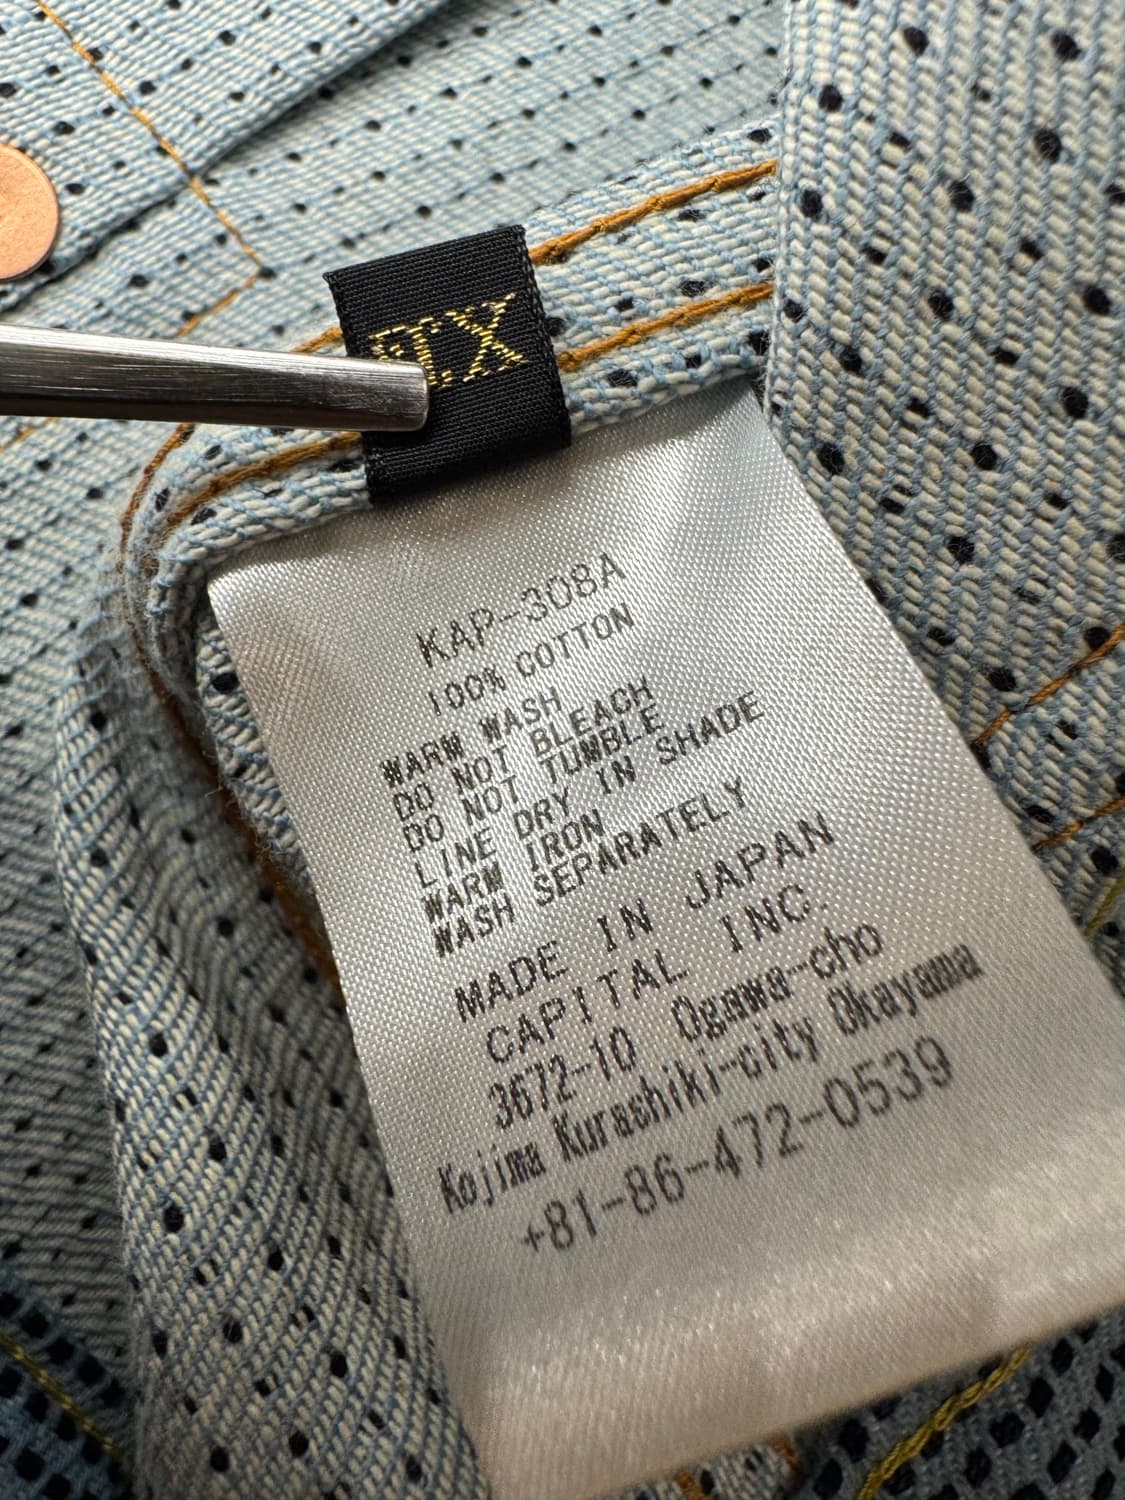 TX
KAP-308A
100% COTTON
WARM WASH
DO NOT BLEACH
DO NOT TUMBLE
LINE DRY IN SHADE
WARM IRON
WASH SEPARATELY
MADE IN JAPAN
CAPITAL INC.
3672-10 Ogawa-cho
Kojima Kurashiki-city Okayama
+81-86-472-0539